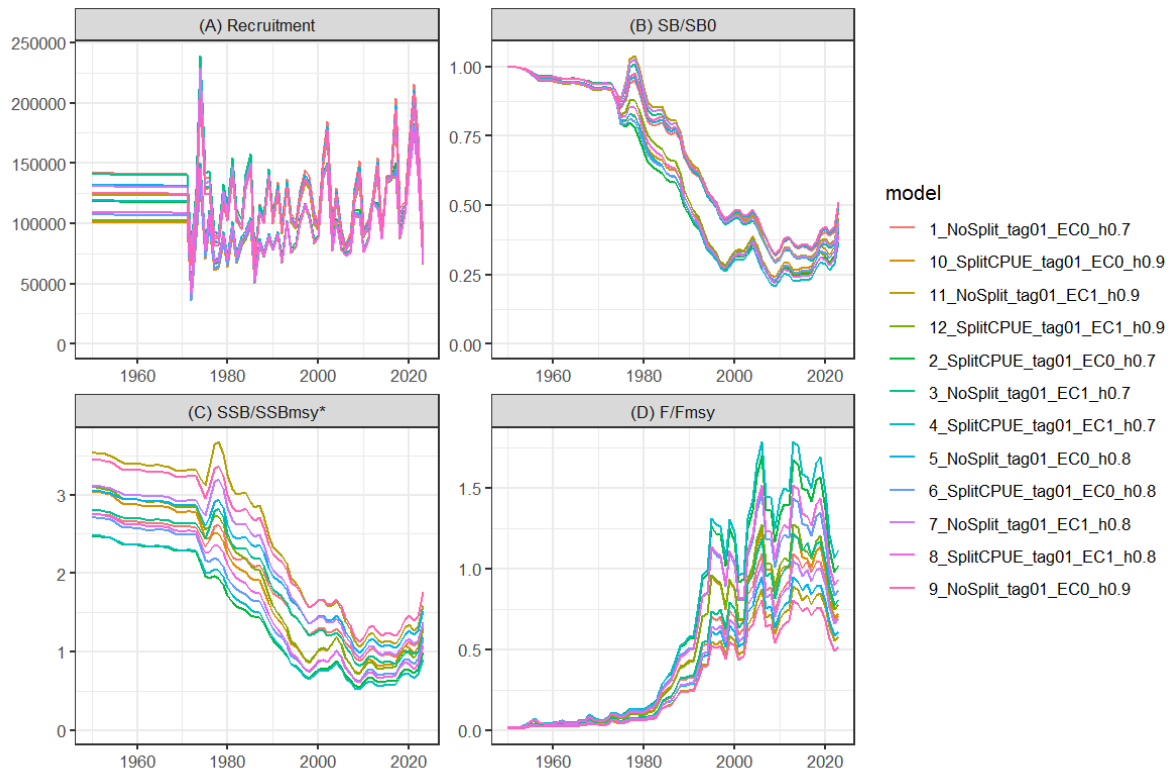 (A) Recruitment
(B) SB/SB0
250000
200000
150000
100000
50000
0
1.00
0.75
0.50
0.25
0.00
1960 1980 2000 2020
1960 1980 2000 2020
(C) SSB/SSBmsy*
(D) F/Fmsy
3
2
1
0
1.5
1.0
0.5
0.0
1960 1980 2000 2020
1960 1980 2000 2020
model
1_NoSplit_tag01_EC0_h0.7
10_SplitCPUE_tag01_EC0_h0.9
11_NoSplit_tag01_EC1_h0.9
12_SplitCPUE_tag01_EC1_h0.9
2_SplitCPUE_tag01_EC0_h0.7
3_NoSplit_tag01_EC1_h0.7
4_SplitCPUE_tag01_EC1_h0.7
5_NoSplit_tag01_EC0_h0.8
6_SplitCPUE_tag01_EC0_h0.8
7_NoSplit_tag01_EC1_h0.8
8_SplitCPUE_tag01_EC1_h0.8
9_NoSplit_tag01_EC0_h0.9